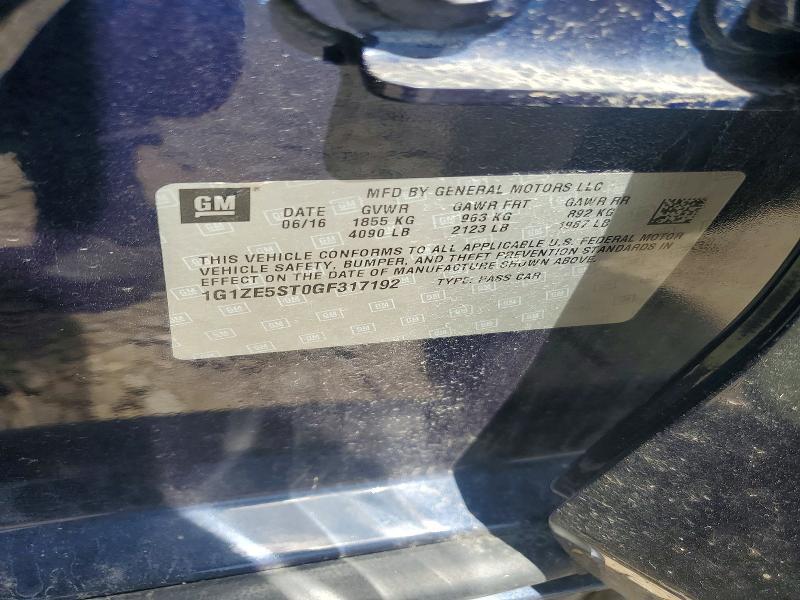 GM
MFD BY GENERAL MOTORS LLC
DATE GVWR GAWR FRT GAWR RR
06/16 1855 KG 963 KG 892 KG
4090 LB 2123 LB 1967 LB
THIS VEHICLE CONFORMS TO ALL APPLICABLE U.S. FEDERAL MOTOR
VEHICLE SAFETY, BUMPER, AND THEFT PREVENTION STANDARDS IN
EFFECT ON THE DATE OF MANUFACTURE SHOWN ABOVE.
1G1ZE5ST0GF317192 TYPE: PASS CAR